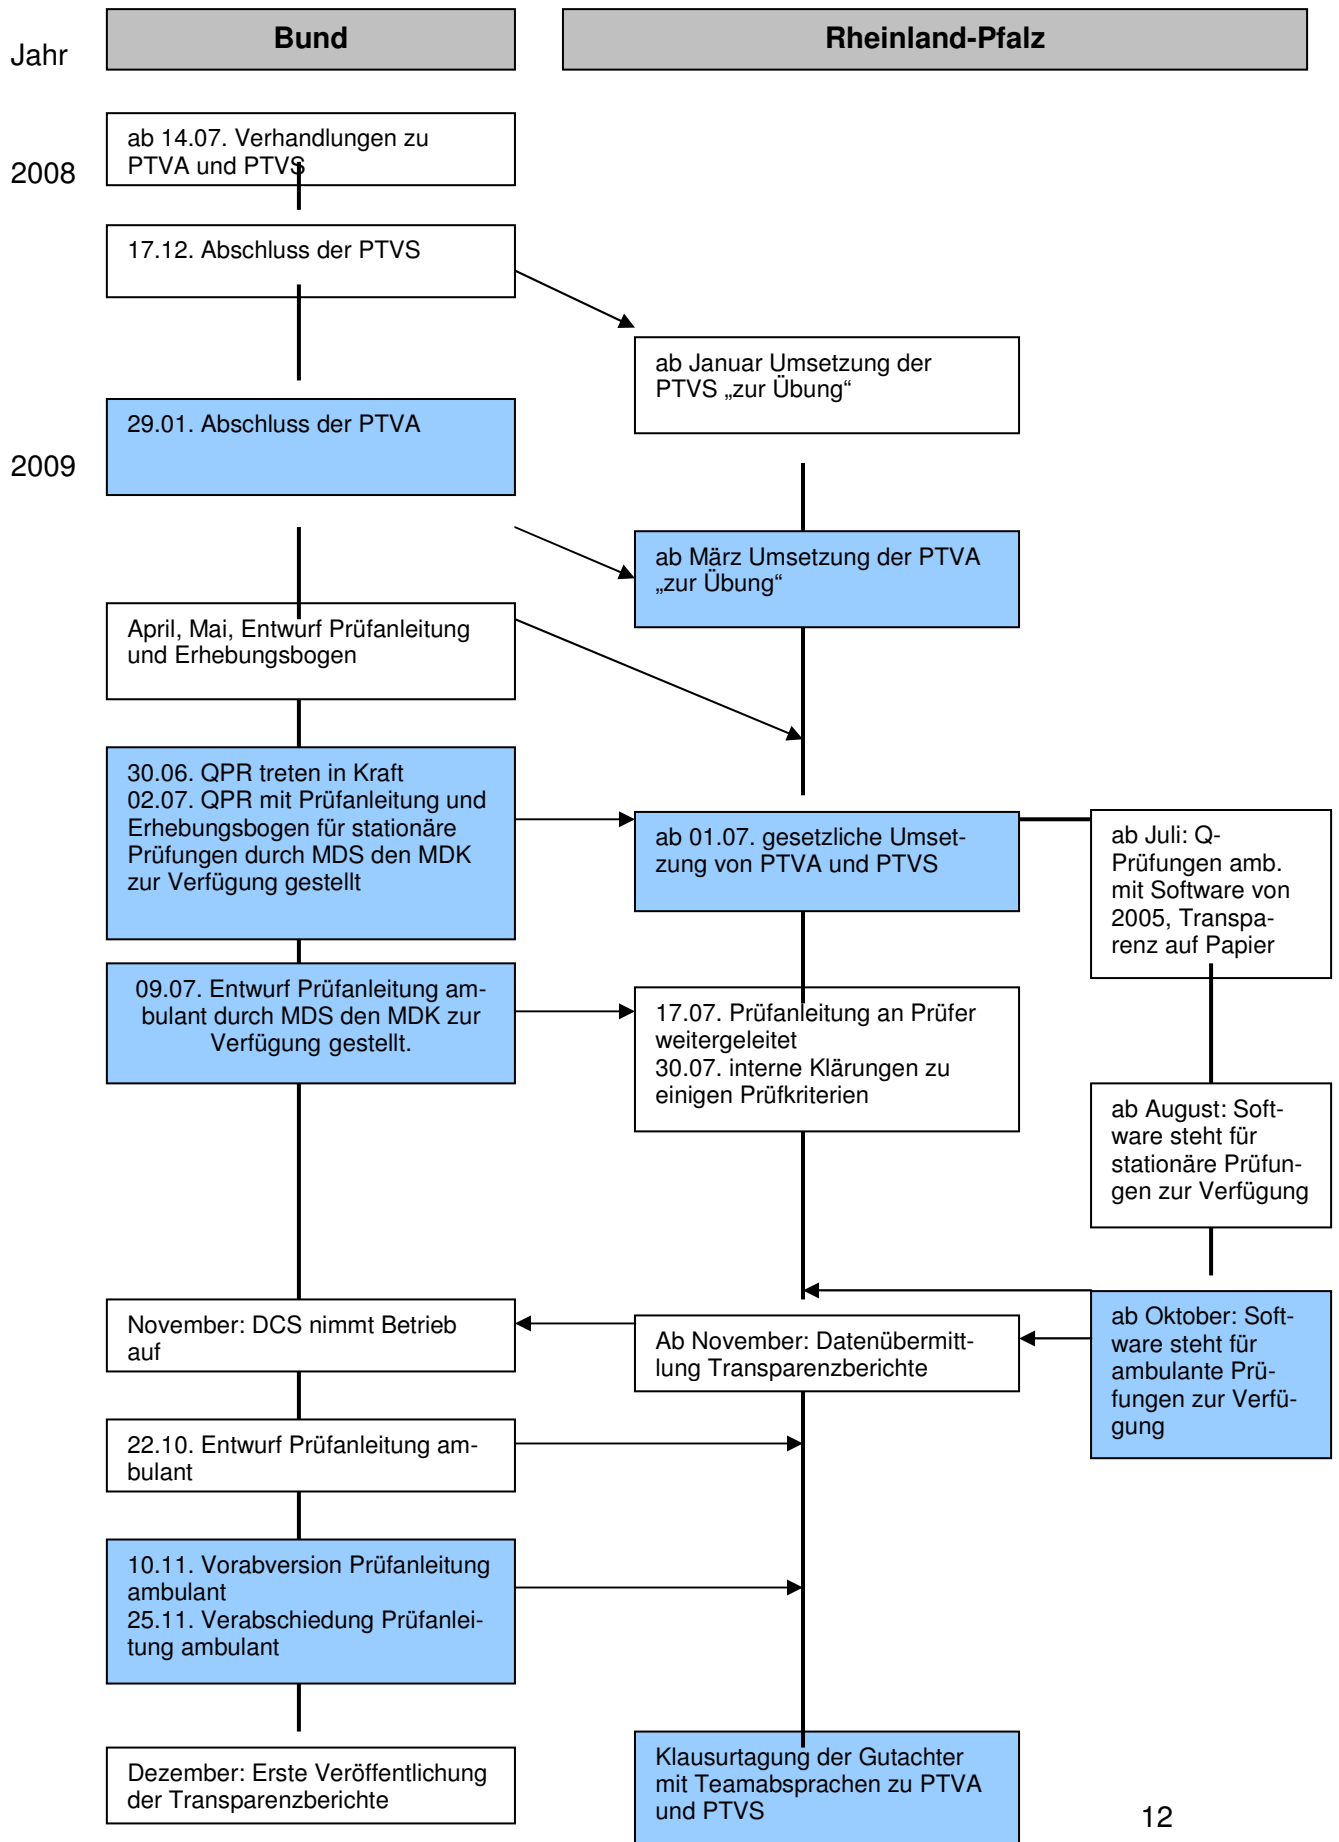 Jahr
Bund
Rheinland-Pfalz
2008
ab 14.07. Verhandlungen zu
PTVA und PTVS
17.12. Abschluss der PTVS
ab Januar Umsetzung der
PTVS „zur Übung“
2009
29.01. Abschluss der PTVA
ab März Umsetzung der PTVA
„zur Übung“
April, Mai, Entwurf Prüfanleitung
und Erhebungsbogen
30.06. QPR treten in Kraft
02.07. QPR mit Prüfanleitung und
Erhebungsbogen für stationäre
Prüfungen durch MDS den MDK
zur Verfügung gestellt
ab 01.07. gesetzliche Umset-
zung von PTVA und PTVS
ab Juli: Q-
Prüfungen amb.
mit Software von
2005, Transpa-
renz auf Papier
09.07. Entwurf Prüfanleitung am-
bulant durch MDS den MDK zur
Verfügung gestellt.
17.07. Prüfanleitung an Prüfer
weitergeleitet
30.07. interne Klärungen zu
einigen Prüfkriterien
ab August: Soft-
ware steht für
stationäre Prüfun-
gen zur Verfügung
November: DCS nimmt Betrieb
auf
Ab November: Datenübermitt-
lung Transparenzberichte
ab Oktober: Soft-
ware steht für
ambulante Prü-
fungen zur Verfü-
gung
22.10. Entwurf Prüfanleitung am-
bulant
10.11. Vorabversion Prüfanleitung
ambulant
25.11. Verabschiedung Prüfanlei-
tung ambulant
Dezember: Erste Veröffentlichung
der Transparenzberichte
Klausurtagung der Gutachter
mit Teamabsprachen zu PTVA
und PTVS
12